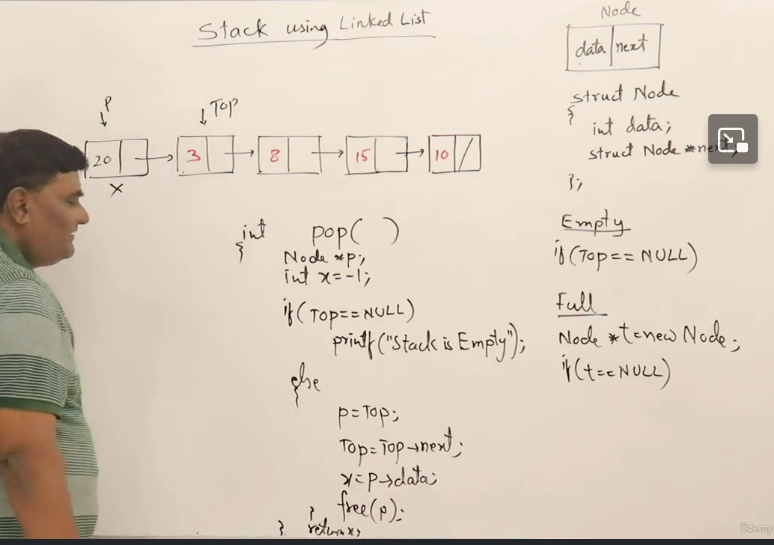 Stack using Linked List
P
Top
20
3
8
15
10
x
int pop( )
{
Node *p;
int x=-1;
if(Top==NULL)
printf("Stack is Empty");
else
{
p=Top;
Top=Top→next;
x=p→data;
free(p);
}
return x;
}
Node
data next
struct Node
{
int data;
struct Node *next;
};
Empty
if(Top==NULL)
Full
Node *t=new Node;
if(t==NULL)
Udemy